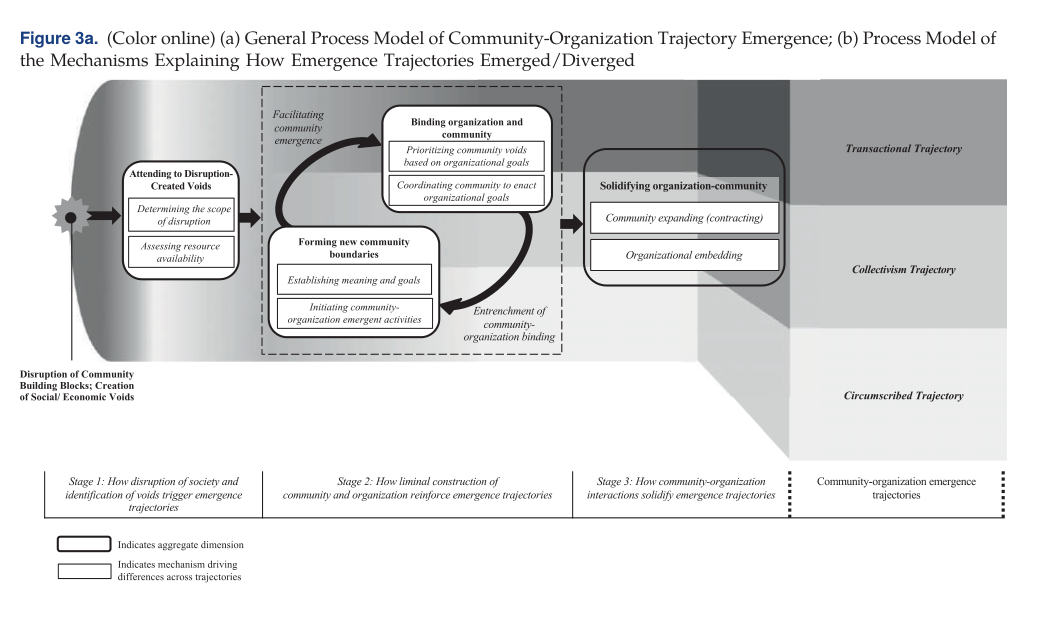 Figure 3a. (Color online) (a) General Process Model of Community-Organization Trajectory Emergence; (b) Process Model of
the Mechanisms Explaining How Emergence Trajectories Emerged/Diverged
Facilitating
community
emergence
Binding organization and
community
Prioritizing community voids
based on organizational goals
Coordinating community to enact
organizational goals
Transactional Trajectory
Attending to Disruption-
Created Voids
Determining the scope
of disruption
Assessing resource
availability
Solidifying organization-community
Community expanding (contracting)
Organizational embedding
Forming new community
boundaries
Establishing meaning and goals
Initiating community-
organization emergent activities
Collectivism Trajectory
Entrenchment of
community-
organization binding
Disruption of Community
Building Blocks; Creation
of Social/ Economic Voids
Circumscribed Trajectory
Stage 1: How disruption of society and
identification of voids trigger emergence
trajectories
Stage 2: How liminal construction of
community and organization reinforce emergence trajectories
Stage 3: How community-organization
interactions solidify emergence trajectories
Community-organization emergence
trajectories
Indicates aggregate dimension
Indicates mechanism driving
differences across trajectories